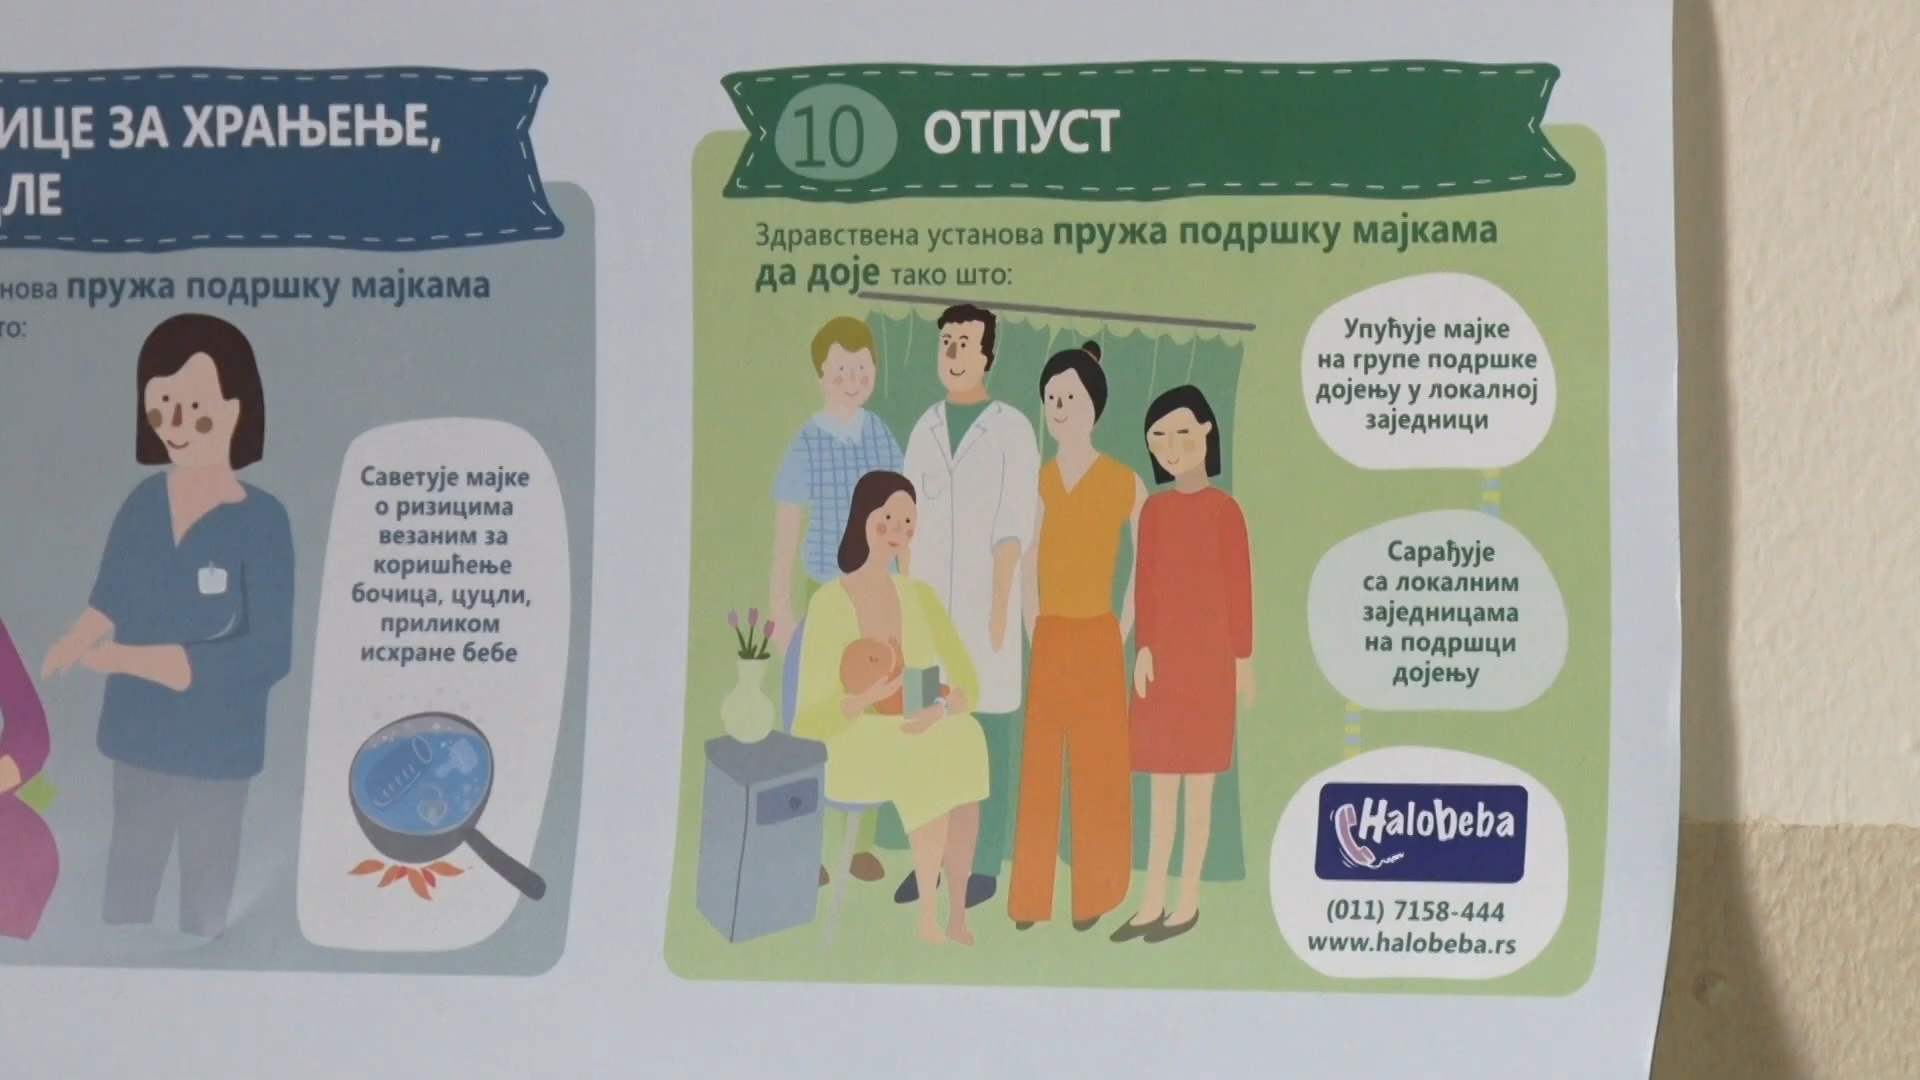 ИЦЕ ЗА ХРАЊЕЊЕ,
ЛЕ
нова пружа подршку мајкама
то:
Саветује мајке
о ризицима
везаним за
коришћење
бочица, цуцли,
приликом
исхране бебе
10 ОТПУСТ
Здравствена установа пружа подршку мајкама
да доје тако што:
Упућује мајке
на групе подршке
дојењу у локалној
заједници
Сарађује
са локалним
заједницама
на подршци
дојењу
Halobeba
(011) 7158-444
www.halobeba.rs